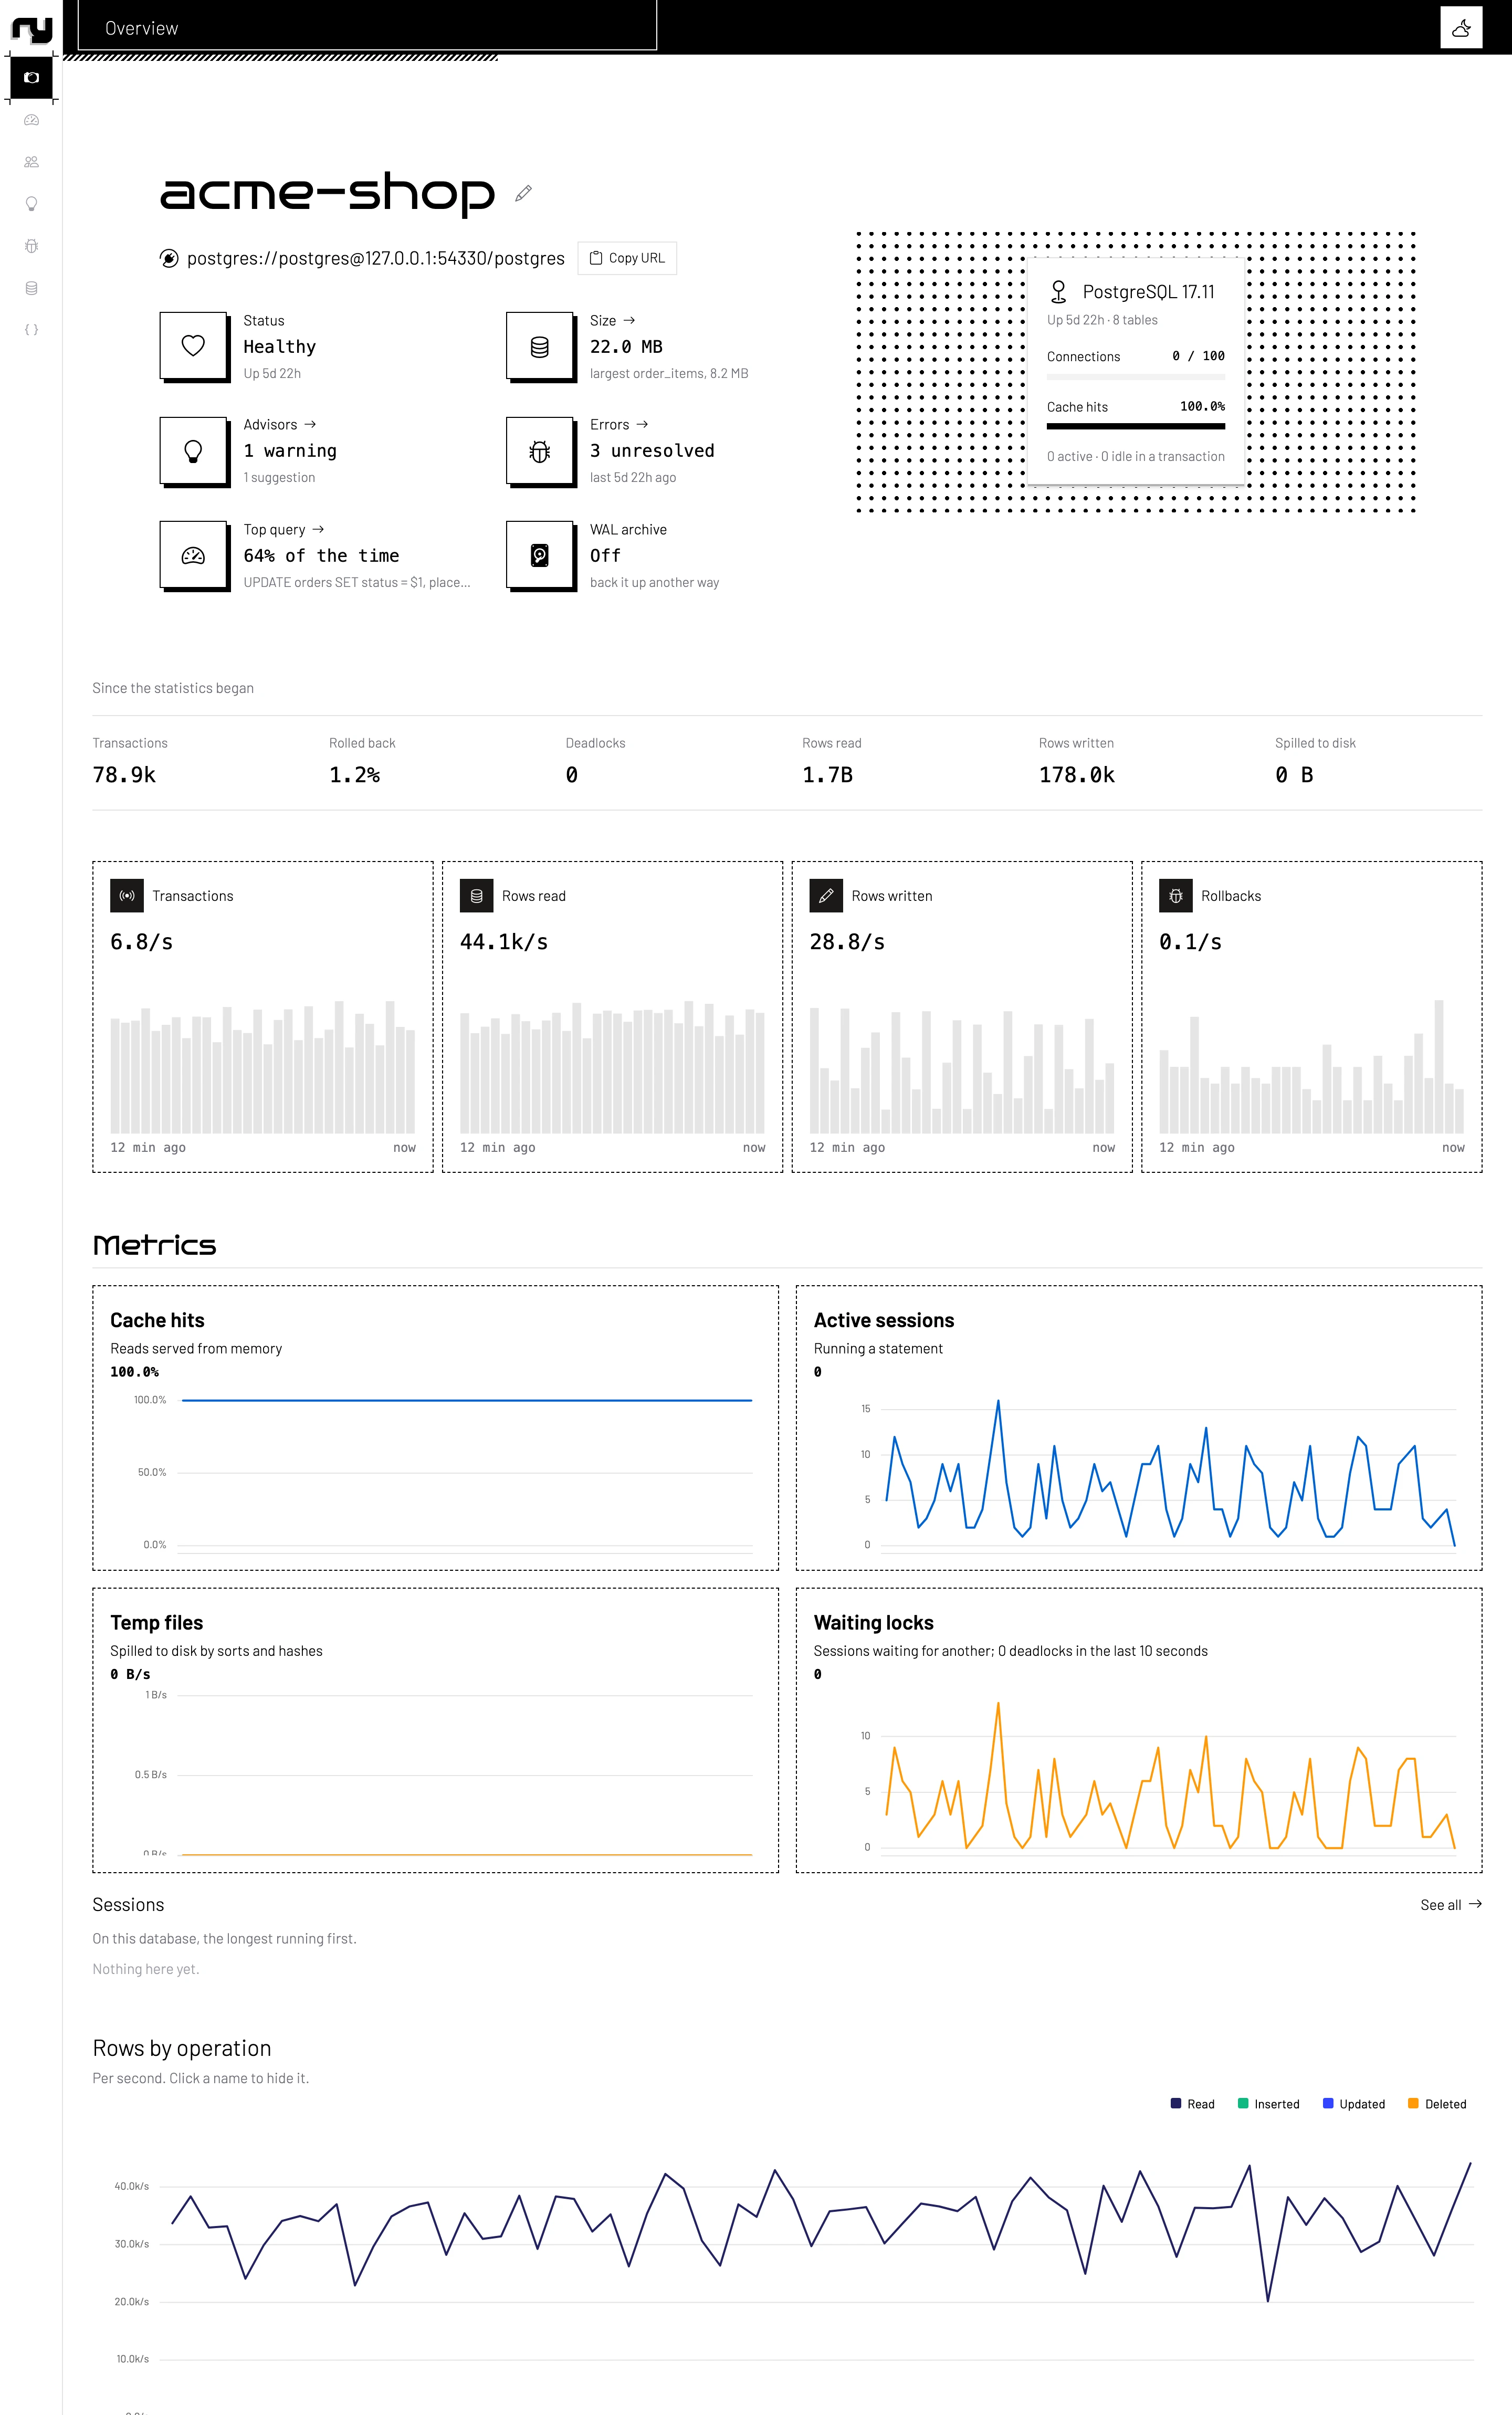 ry
Overview
acme-shop
postgres://postgres@127.0.0.1:54330/postgres Copy URL
PostgreSQL 17.11
Up 5d 22h · 8 tables
Connections 0 / 100
Cache hits 100.0%
0 active · 0 idle in a transaction
Status
Healthy
Up 5d 22h
Size →
22.0 MB
largest order_items, 8.2 MB
Advisors →
1 warning
1 suggestion
Errors →
3 unresolved
last 5d 22h ago
Top query →
64% of the time
UPDATE orders SET status = $1, place...
WAL archive
Off
back it up another way
Since the statistics began
Transactions
78.9k
Rolled back
1.2%
Deadlocks
0
Rows read
1.7B
Rows written
178.0k
Spilled to disk
0 B
Transactions
6.8/s
12 min ago now
Rows read
44.1k/s
12 min ago now
Rows written
28.8/s
12 min ago now
Rollbacks
0.1/s
12 min ago now
Metrics
Cache hits
Reads served from memory
100.0%
100.0%
50.0%
0.0%
Active sessions
Running a statement
0
15
10
5
0
Temp files
Spilled to disk by sorts and hashes
0 B/s
1 B/s
0.5 B/s
0 B/s
Waiting locks
Sessions waiting for another; 0 deadlocks in the last 10 seconds
0
10
5
0
Sessions See all →
On this database, the longest running first.
Nothing here yet.
Rows by operation
Per second. Click a name to hide it.
Read Inserted Updated Deleted
40.0k/s
30.0k/s
20.0k/s
10.0k/s